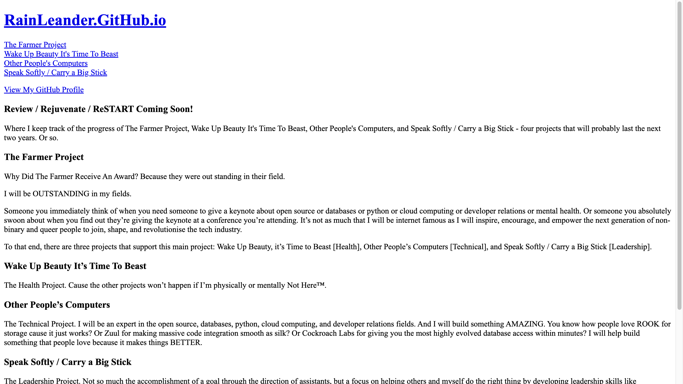 RainLeander.GitHub.io
The Farmer Project
Wake Up Beauty It's Time To Beast
Other People's Computers
Speak Softly / Carry a Big Stick
View My GitHub Profile
Review / Rejuvenate / ReSTART Coming Soon!
Where I keep track of the progress of The Farmer Project, Wake Up Beauty It's Time To Beast, Other People's Computers, and Speak Softly / Carry a Big Stick - four projects that will probably last the next
two years. Or so.
The Farmer Project
Why Did The Farmer Receive An Award? Because they were out standing in their field.
I will be OUTSTANDING in my fields.
Someone you immediately think of when you need someone to give a keynote about open source or databases or python or cloud computing or developer relations or mental health. Or someone you absolutely
swoon about when you find out they're giving the keynote at a conference you're attending. It's not as much that I will be internet famous as I will inspire, encourage, and empower the next generation of non-
binary and queer people to join, shape, and revolutionise the tech industry.
To that end, there are three projects that support this main project: Wake Up Beauty, it's Time to Beast [Health], Other People's Computers [Technical], and Speak Softly / Carry a Big Stick [Leadership].
Wake Up Beauty It's Time To Beast
The Health Project. Cause the other projects won't happen if I'm physically or mentally Not Here™.
Other People's Computers
The Technical Project. I will be an expert in the open source, databases, python, cloud computing, and developer relations fields. And I will build something AMAZING. You know how people love ROOK for
storage cause it just works? Or Zuul for making massive code integration smooth as silk? Or Cockroach Labs for giving you the most highly evolved database access within minutes? I will help build
something that people love because it makes things BETTER.
Speak Softly / Carry a Big Stick
The Leadership Project. Not so much the accomplishment of a goal through the direction of assistants, but a focus on helping others and myself do the right thing by developing leadership skills like